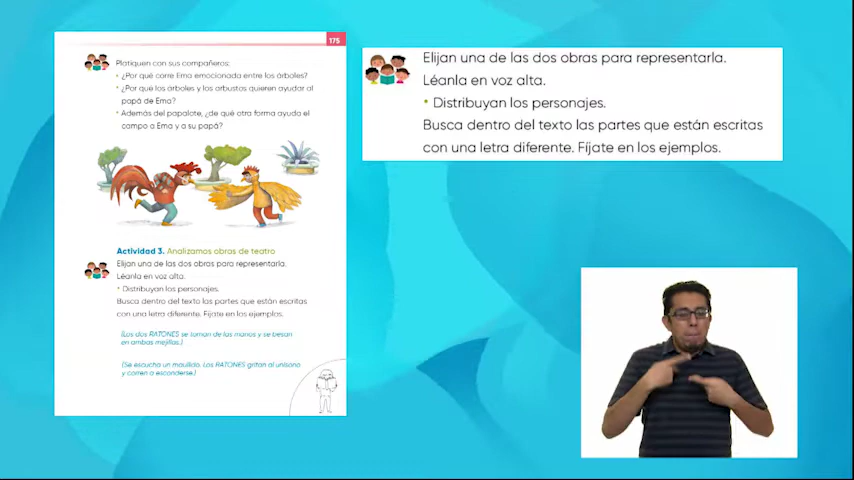 175
Platiquen con sus compañeros:
• ¿Por qué corre Ema emocionada entre los árboles?
• ¿Por qué los árboles y los arbustos quieren ayudar al
papá de Ema?
• Además del papalote, ¿de qué otra forma ayuda el
campo a Ema y a su papá?
Actividad 3. Analizamos obras de teatro
Elijan una de las dos obras para representarla.
Léanla en voz alta.
• Distribuyan los personajes.
Busca dentro del texto las partes que están escritas
con una letra diferente. Fíjate en los ejemplos.
(Los dos RATONES se toman de las manos y se besan
en ambas mejillas.)
(Se escucha un maullido. Los RATONES gritan al unísono
y corren a esconderse.)
Elijan una de las dos obras para representarla.
Léanla en voz alta.
• Distribuyan los personajes.
Busca dentro del texto las partes que están escritas
con una letra diferente. Fíjate en los ejemplos.